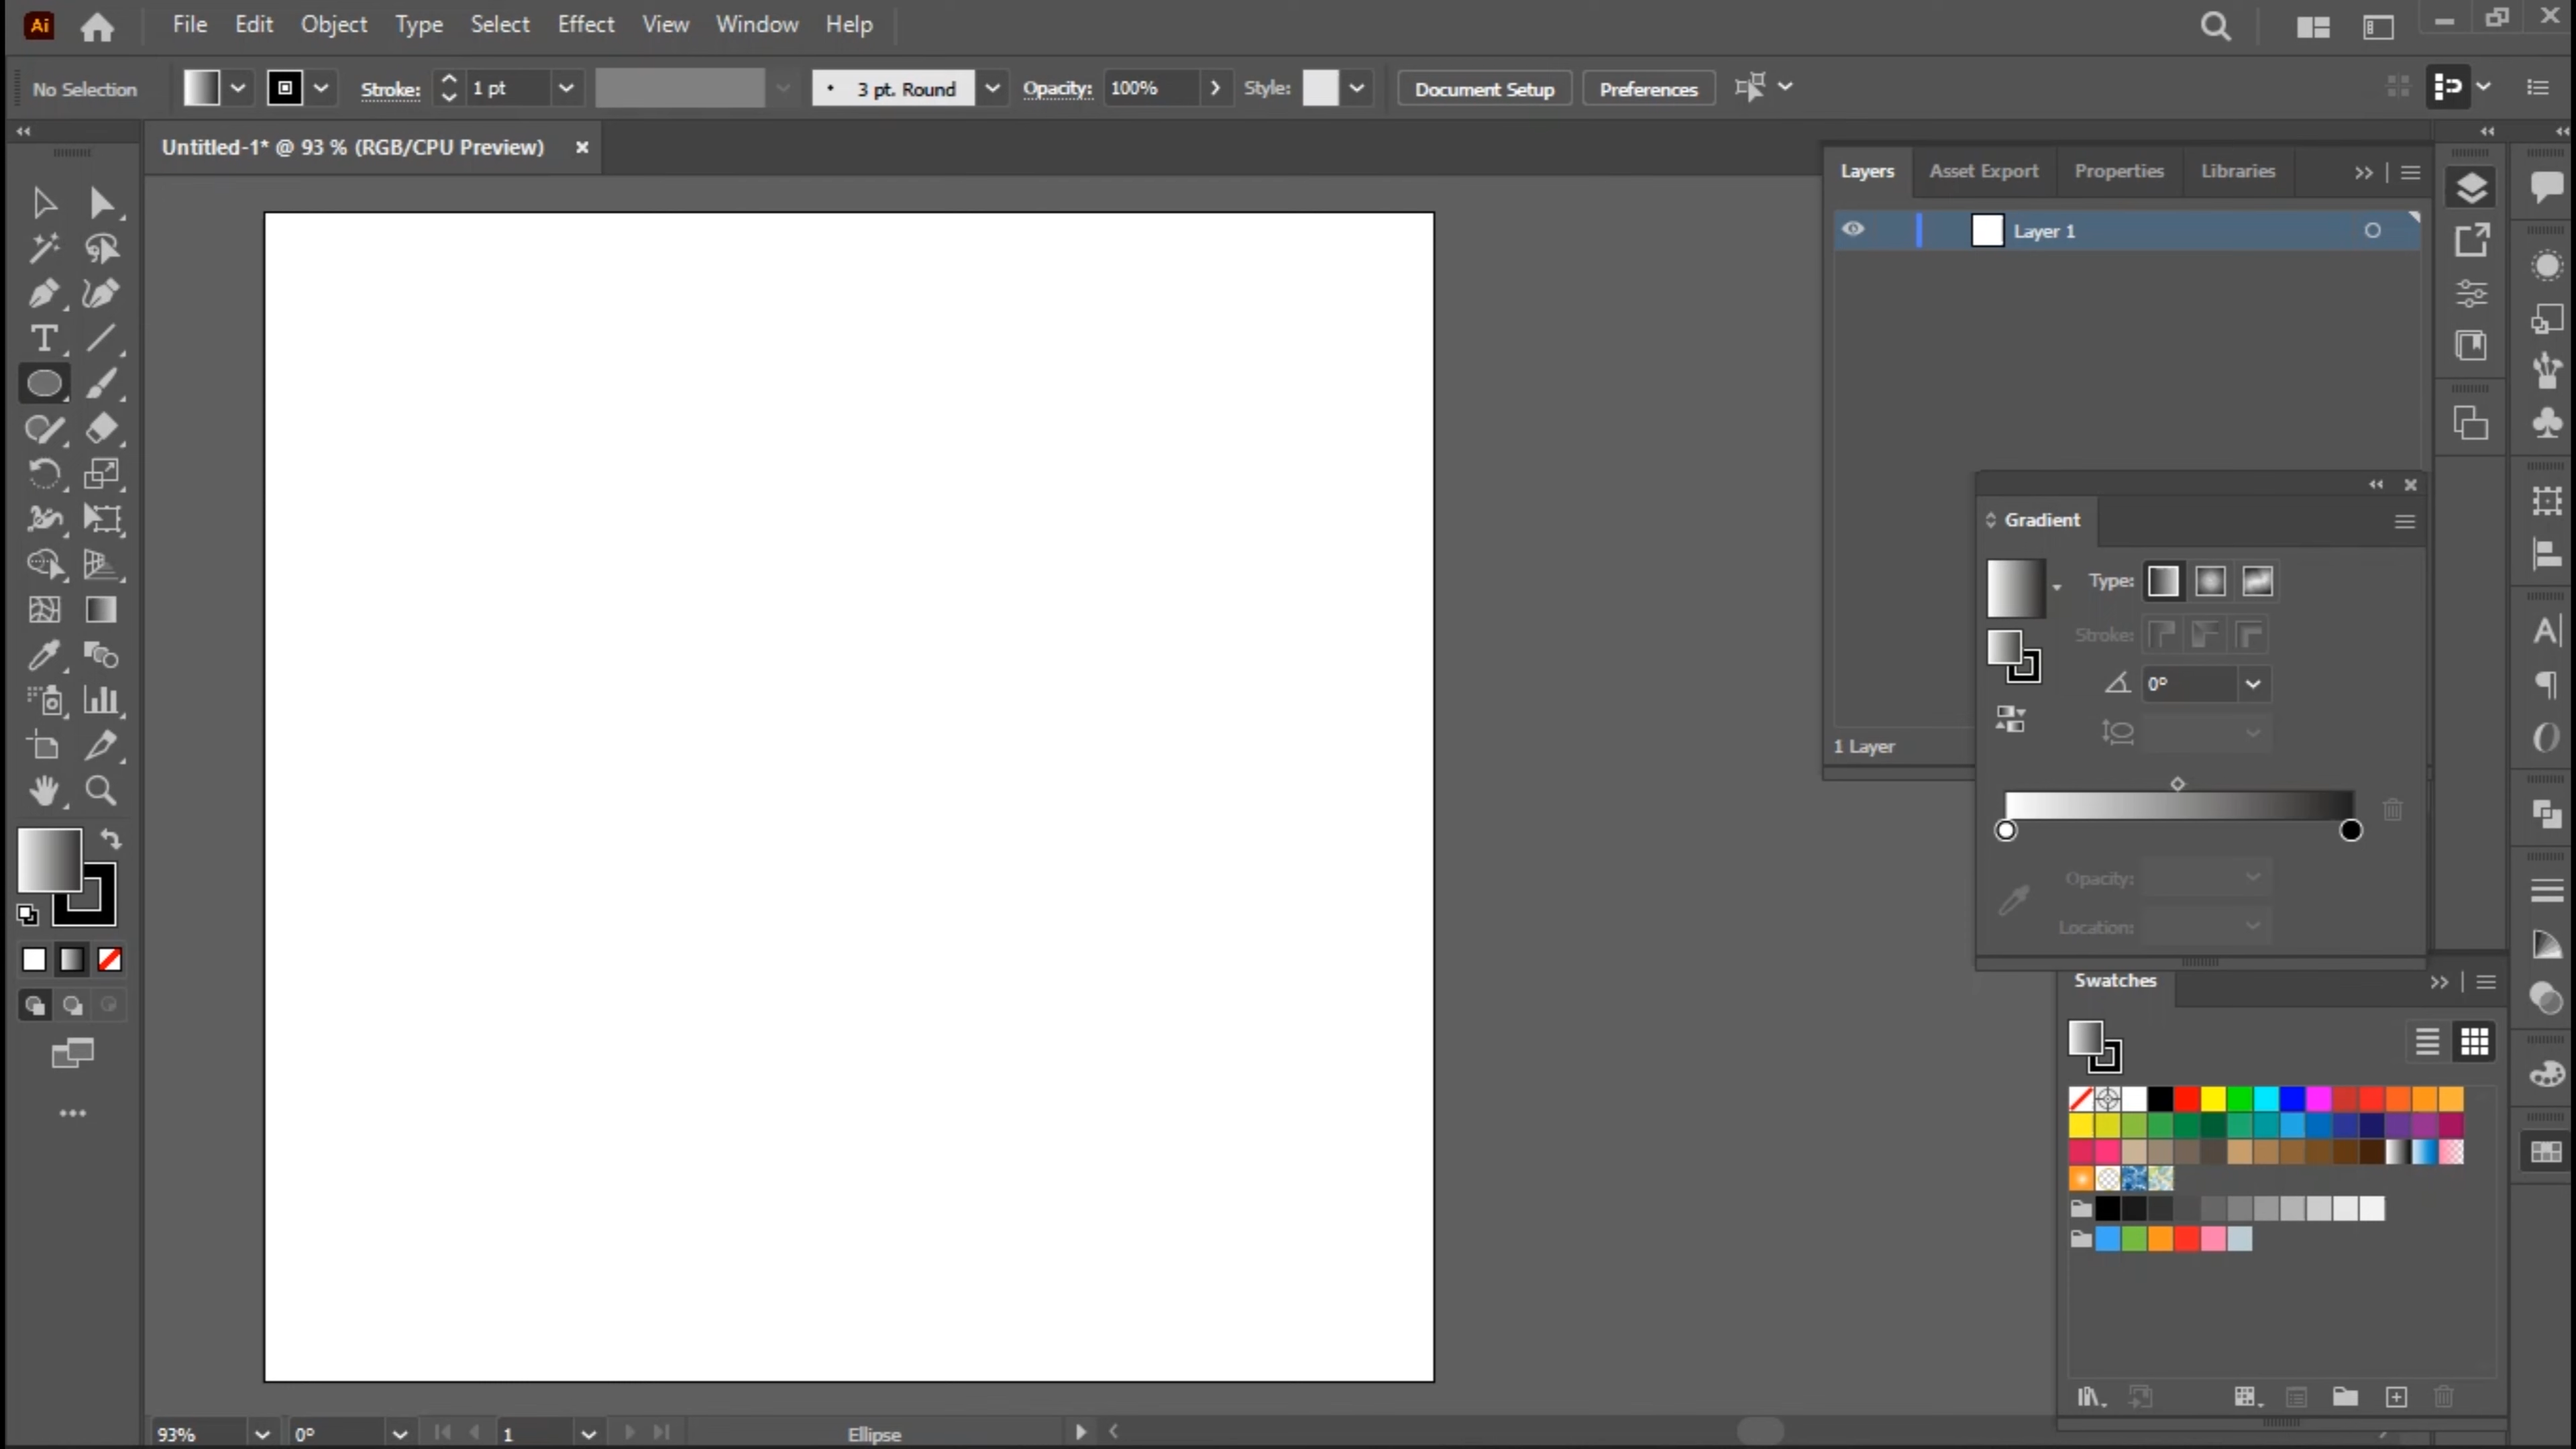 Ai File Edit Object Type Select Effect View Window Help
No Selection Stroke: 1 pt 3 pt. Round Opacity: 100% Style: Document Setup Preferences
Untitled-1* @ 93 % (RGB/CPU Preview)
Layers Asset Export Properties Libraries
Layer 1
Gradient
Type:
Stroke:
0°
1 Layer
Opacity:
Location:
Swatches
93% 0° 1 Ellipse